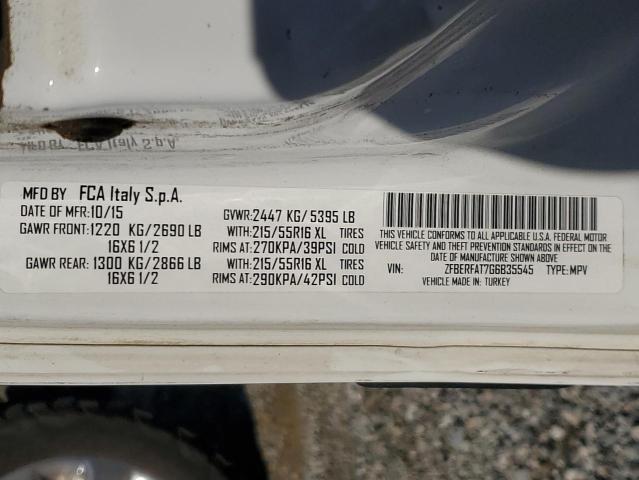 MFD BY FCA Italy S.p.A.
DATE OF MFR:10/15
GAWR FRONT:1220 KG/2690 LB
16X6 1/2
GAWR REAR:1300 KG/2866 LB
16X6 1/2
GVWR:2447 KG/ 5395 LB
WITH:215/55R16 XL TIRES
RIMS AT:270KPA/39PSI COLD
WITH:215/55R16 XL TIRES
RIMS AT:290KPA/42PSI COLD
THIS VEHICLE CONFORMS TO ALL APPLICABLE U.S.A. FEDERAL MOTOR
VEHICLE SAFETY AND THEFT PREVENTION STANDARDS IN EFFECT ON THE
DATE OF MANUFACTURE SHOWN ABOVE
VIN: ZFBERFAT7G6B35545 TYPE:MPV
VEHICLE MADE IN: TURKEY